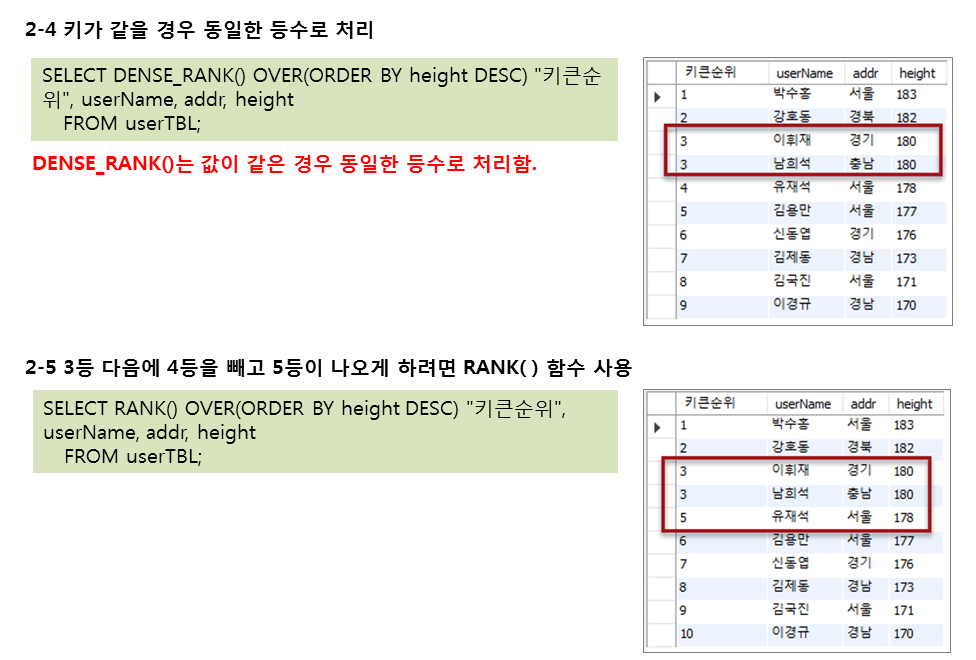 2-4 키가 같을 경우 동일한 등수로 처리
SELECT DENSE_RANK() OVER(ORDER BY height DESC) "키큰순
위", userName, addr, height
FROM userTBL;
DENSE_RANK()는 값이 같은 경우 동일한 등수로 처리함.
키큰순위 userName addr height
1 박수홍 서울 183
2 강호동 경북 182
3 이휘재 경기 180
3 남희석 충남 180
4 유재석 서울 178
5 김용만 서울 177
6 신동엽 경기 176
7 김제동 경남 173
8 김국진 서울 171
9 이경규 경남 170
2-5 3등 다음에 4등을 빼고 5등이 나오게 하려면 RANK( ) 함수 사용
SELECT RANK() OVER(ORDER BY height DESC) "키큰순위",
userName, addr, height
FROM userTBL;
키큰순위 userName addr height
1 박수홍 서울 183
2 강호동 경북 182
3 이휘재 경기 180
3 남희석 충남 180
5 유재석 서울 178
6 김용만 서울 177
7 신동엽 경기 176
8 김제동 경남 173
9 김국진 서울 171
10 이경규 경남 170